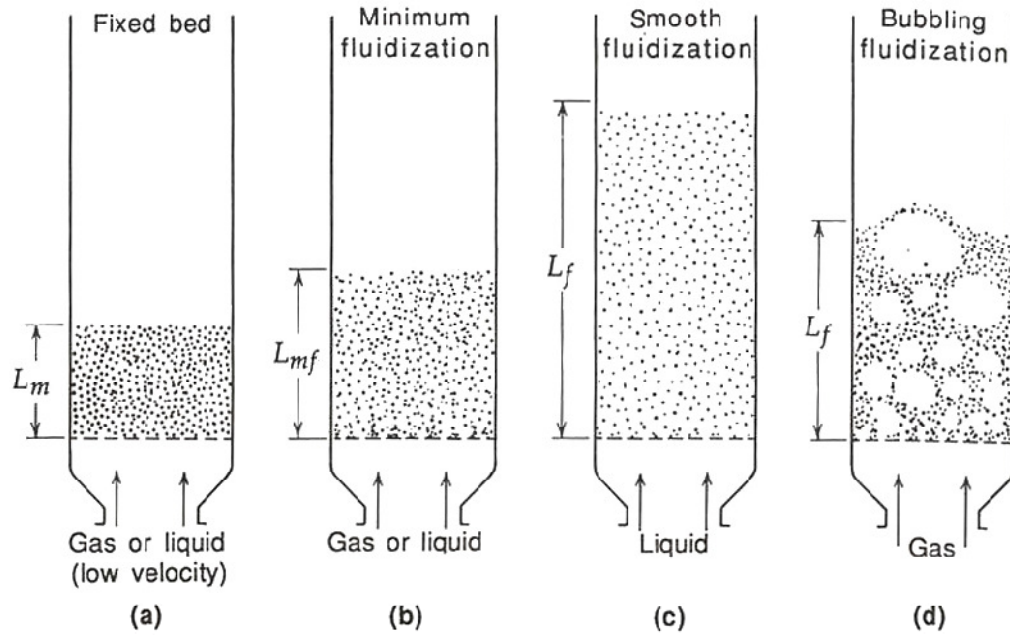 Fixed bed
Minimum
fluidization
Smooth
fluidization
Bubbling
fluidization
L_m
L_mf
L_f
L_f
Gas or liquid
(low velocity)
Gas or liquid
Liquid
Gas
(a)
(b)
(c)
(d)